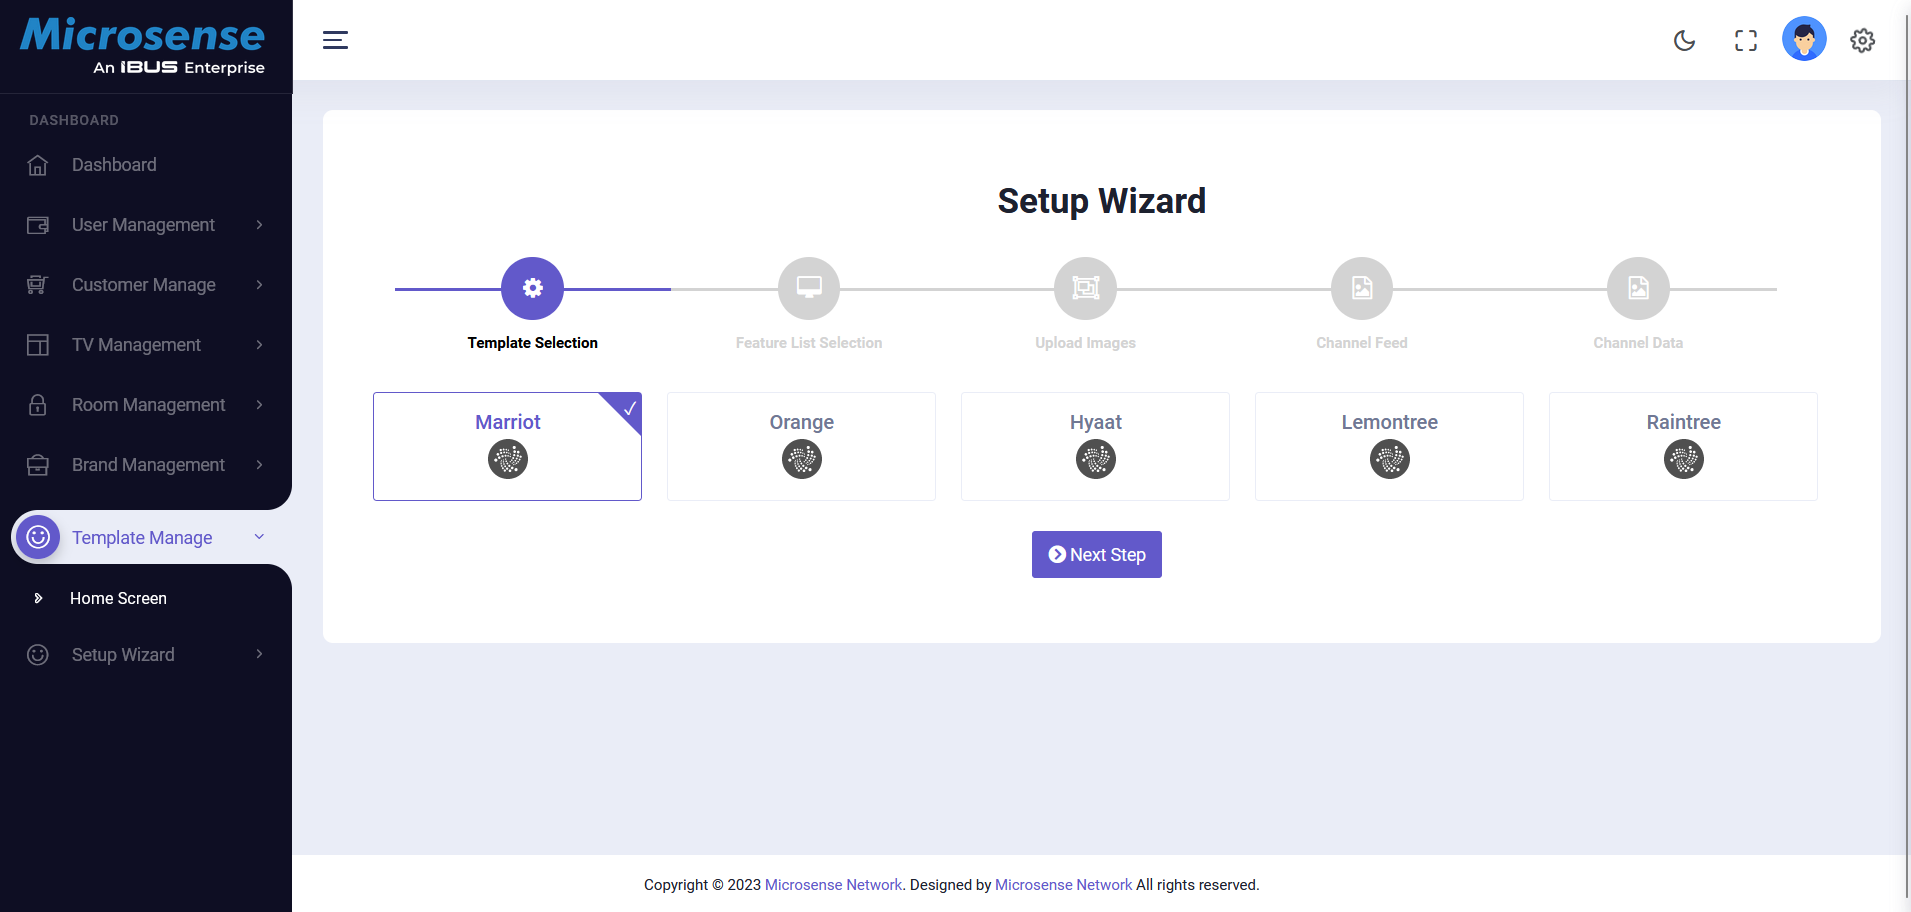 Microsense
An iBUS Enterprise
DASHBOARD
Dashboard
User Management
Customer Manage
TV Management
Room Management
Brand Management
Template Manage
Home Screen
Setup Wizard
Setup Wizard
Template Selection
Feature List Selection
Upload Images
Channel Feed
Channel Data
Marriot
Orange
Hyaat
Lemontree
Raintree
Next Step
Copyright © 2023 Microsense Network. Designed by Microsense Network All rights reserved.